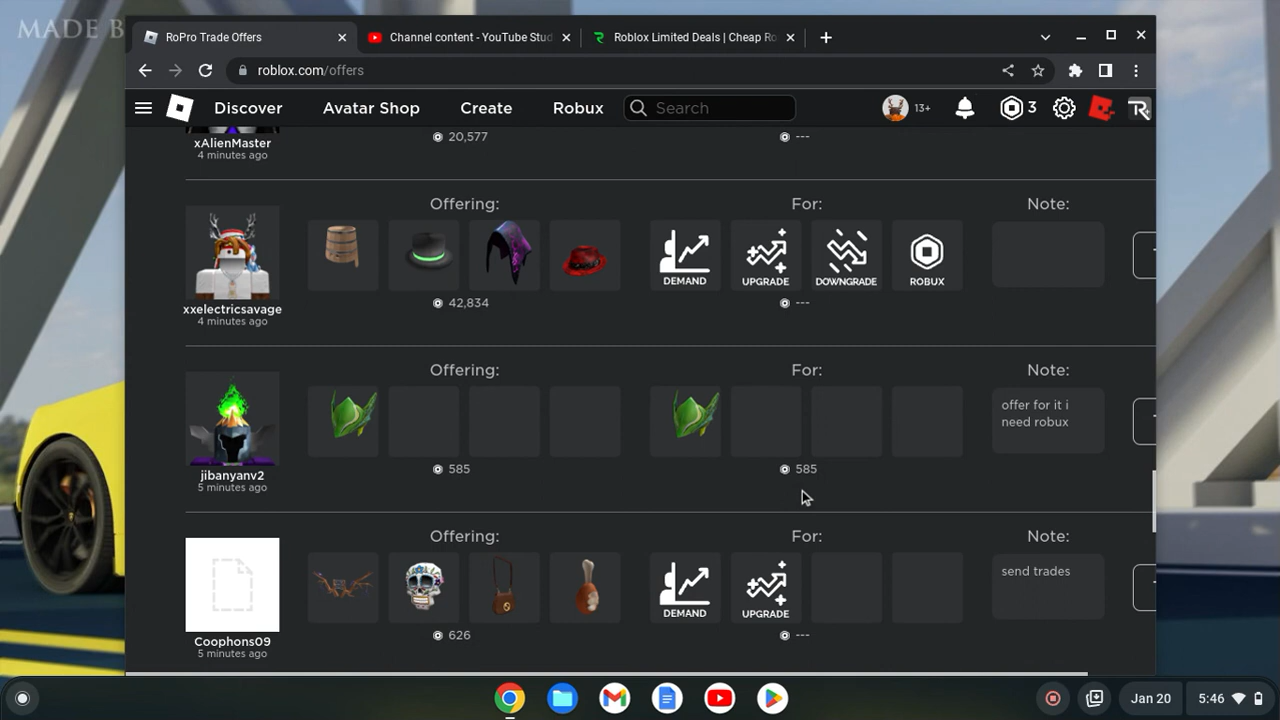 MADE B
RoPro Trade Offers
Channel content - YouTube Stud
Roblox Limited Deals | Cheap Ro
roblox.com/offers
Discover
Avatar Shop
Create
Robux
Search
13+
3
xAlienMaster
4 minutes ago
20,577
---
Offering:
For:
Note:
DEMAND
UPGRADE
DOWNGRADE
ROBUX
xxelectricsavage
4 minutes ago
42,834
---
Offering:
For:
Note:
offer for it i
need robux
jibanyanv2
5 minutes ago
585
585
Offering:
For:
Note:
DEMAND
UPGRADE
send trades
Coophons09
5 minutes ago
626
---
Jan 20
5:46